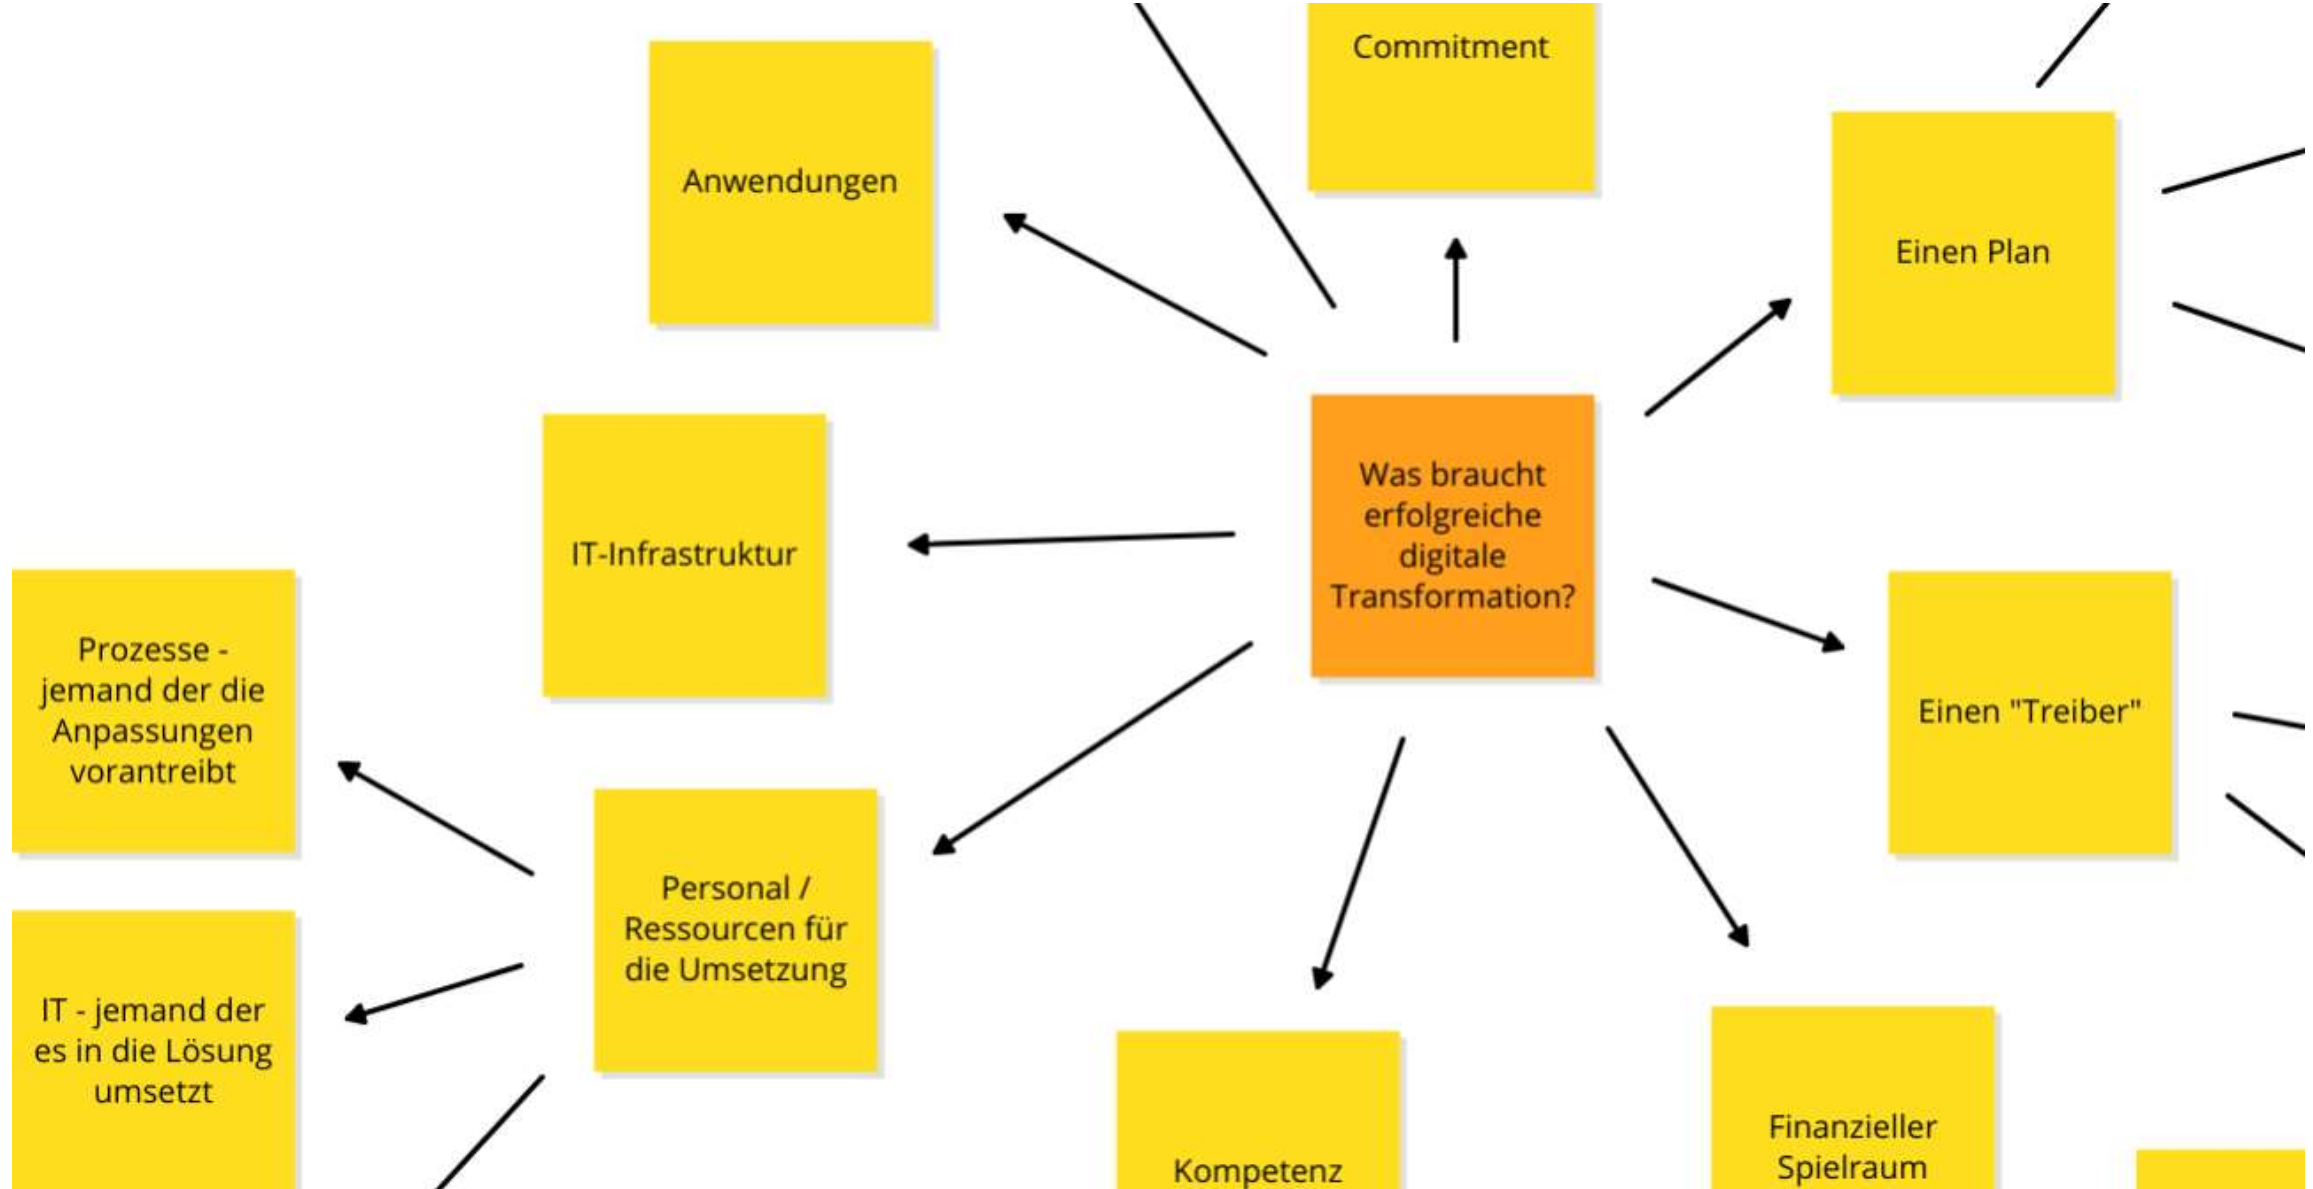 Commitment
Anwendungen
Einen Plan
Was braucht
erfolgreiche
digitale
Transformation?
IT-Infrastruktur
Prozesse -
jemand der die
Anpassungen
vorantreibt
Einen "Treiber"
Personal /
Ressourcen für
die Umsetzung
IT - jemand der
es in die Lösung
umsetzt
Kompetenz
Finanzieller
Spielraum